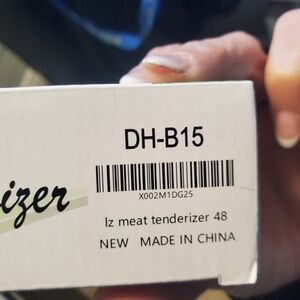 izer
DH-B15
X002M1DG25
lz meat tenderizer 48
NEW MADE IN CHINA